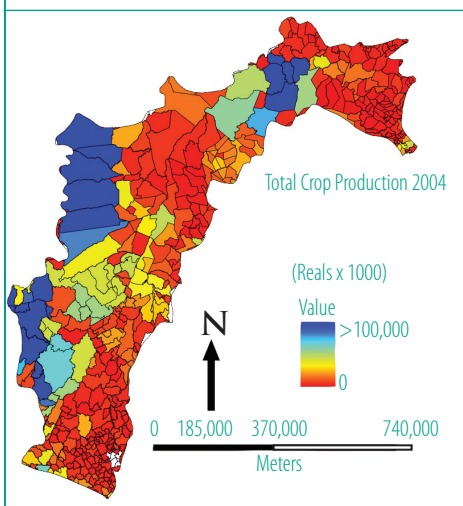 Total Crop Production 2004
(Reals x 1000)
Value
>100,000
0
N
0 185,000 370,000 740,000
Meters